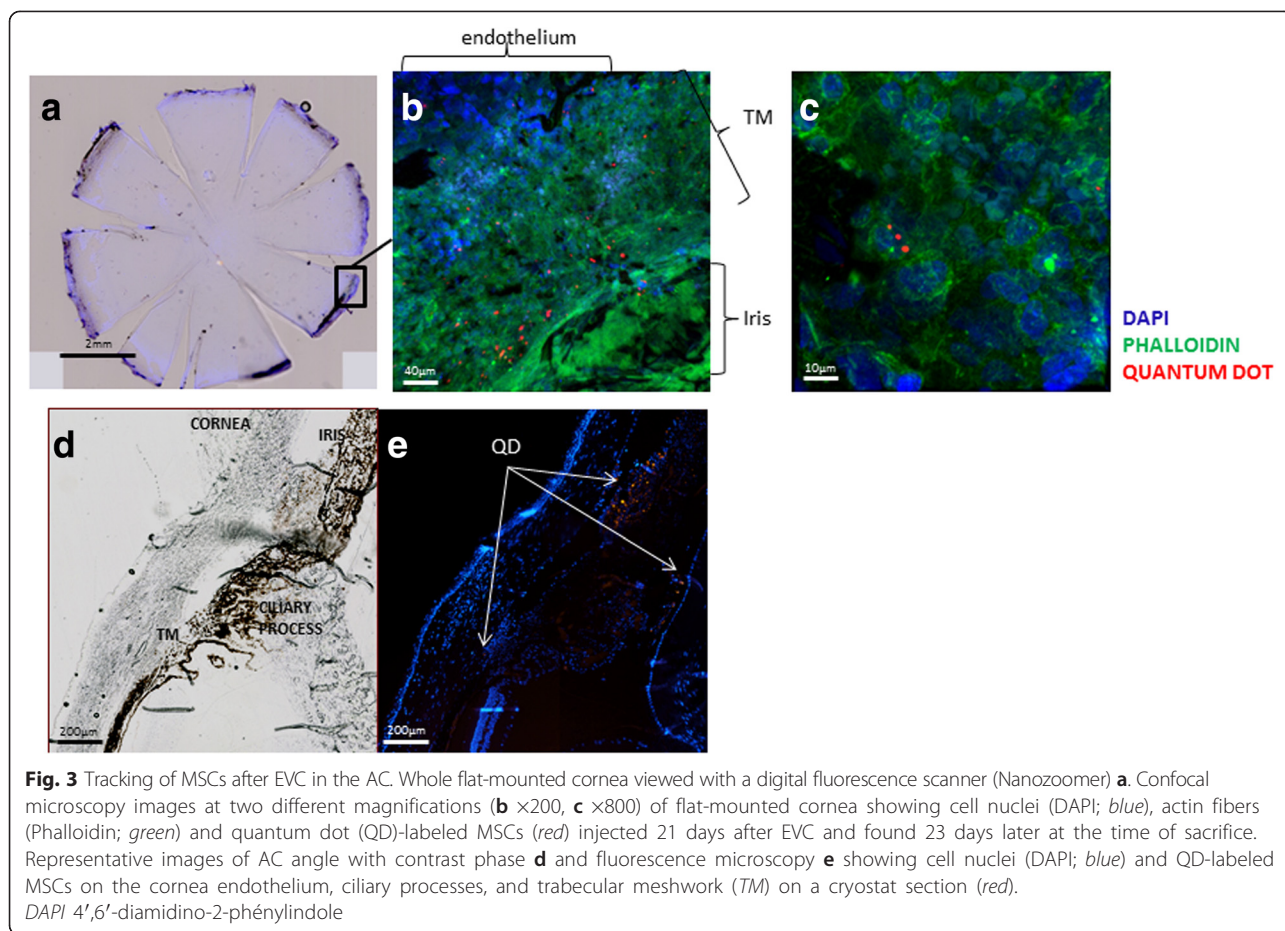 endothelium
a
b
c
TM
Iris
2mm
40µm
10µm
DAPI
PHALLOIDIN
QUANTUM DOT
d
CORNEA
IRIS
TM
CILIARY
PROCESS
200µm
e
QD
200µm
Fig. 3 Tracking of MSCs after EVC in the AC. Whole flat-mounted cornea viewed with a digital fluorescence scanner (Nanozoomer) a. Confocal
microscopy images at two different magnifications (b ×200, c ×800) of flat-mounted cornea showing cell nuclei (DAPI; blue), actin fibers
(Phalloidin; green) and quantum dot (QD)-labeled MSCs (red) injected 21 days after EVC and found 23 days later at the time of sacrifice.
Representative images of AC angle with contrast phase d and fluorescence microscopy e showing cell nuclei (DAPI; blue) and QD-labeled
MSCs on the cornea endothelium, ciliary processes, and trabecular meshwork (TM) on a cryostat section (red).
DAPI 4′,6′-diamidino-2-phénylindole